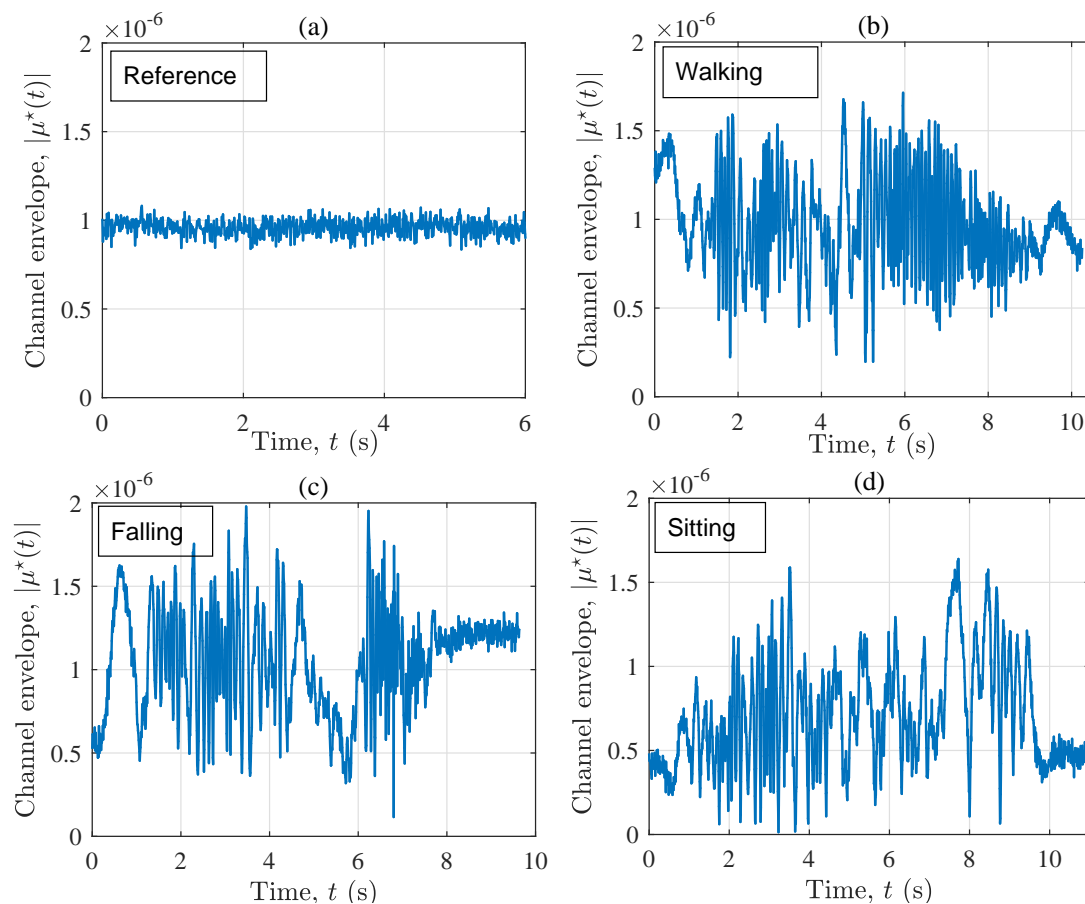 (a)
×10^-6
Reference
Channel envelope, |μ*(t)|
2
1.5
1
0.5
0
0
2
4
6
Time, t (s)
(b)
×10^-6
Walking
Channel envelope, |μ*(t)|
2
1.5
1
0.5
0
0
2
4
6
8
10
Time, t (s)
(c)
×10^-6
Falling
Channel envelope, |μ*(t)|
2
1.5
1
0.5
0
0
2
4
6
8
10
Time, t (s)
(d)
×10^-6
Sitting
Channel envelope, |μ*(t)|
2
1.5
1
0.5
0
0
2
4
6
8
10
Time, t (s)